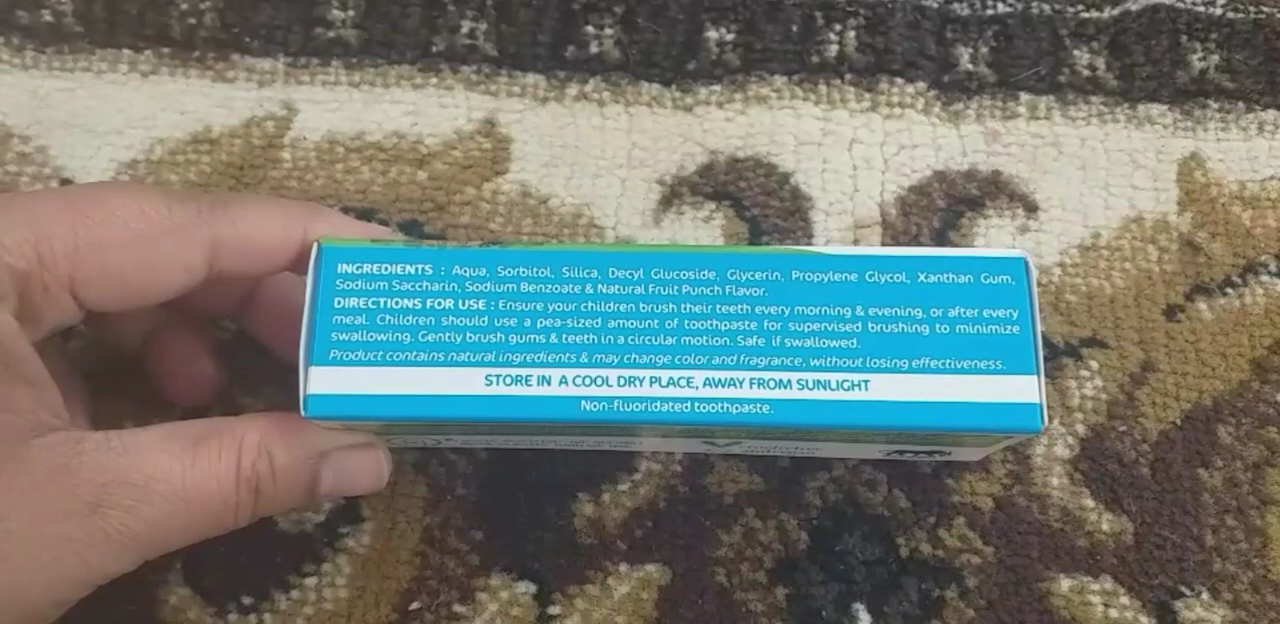 INGREDIENTS : Aqua, Sorbitol, Silica, Decyl Glucoside, Glycerin, Propylene Glycol, Xanthan Gum,
Sodium Saccharin, Sodium Benzoate & Natural Fruit Punch Flavor.
DIRECTIONS FOR USE : Ensure your children brush their teeth every morning & evening, or after every
meal. Children should use a pea-sized amount of toothpaste for supervised brushing to minimize
swallowing. Gently brush gums & teeth in a circular motion. Safe if swallowed.
Product contains natural ingredients & may change color and fragrance, without losing effectiveness.
STORE IN A COOL DRY PLACE, AWAY FROM SUNLIGHT
Non-fluoridated toothpaste.